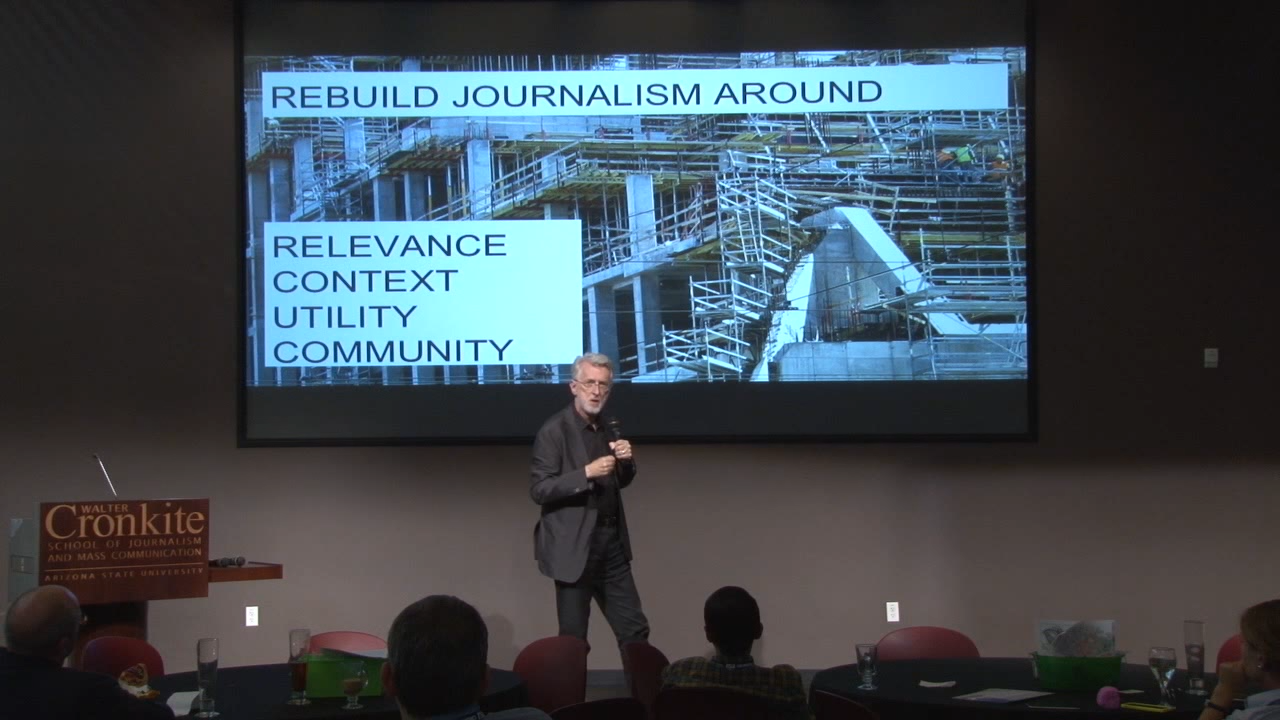 REBUILD JOURNALISM AROUND
RELEVANCE
CONTEXT
UTILITY
COMMUNITY
WALTER
Cronkite
SCHOOL OF JOURNALISM
AND MASS COMMUNICATION
ARIZONA STATE UNIVERSITY